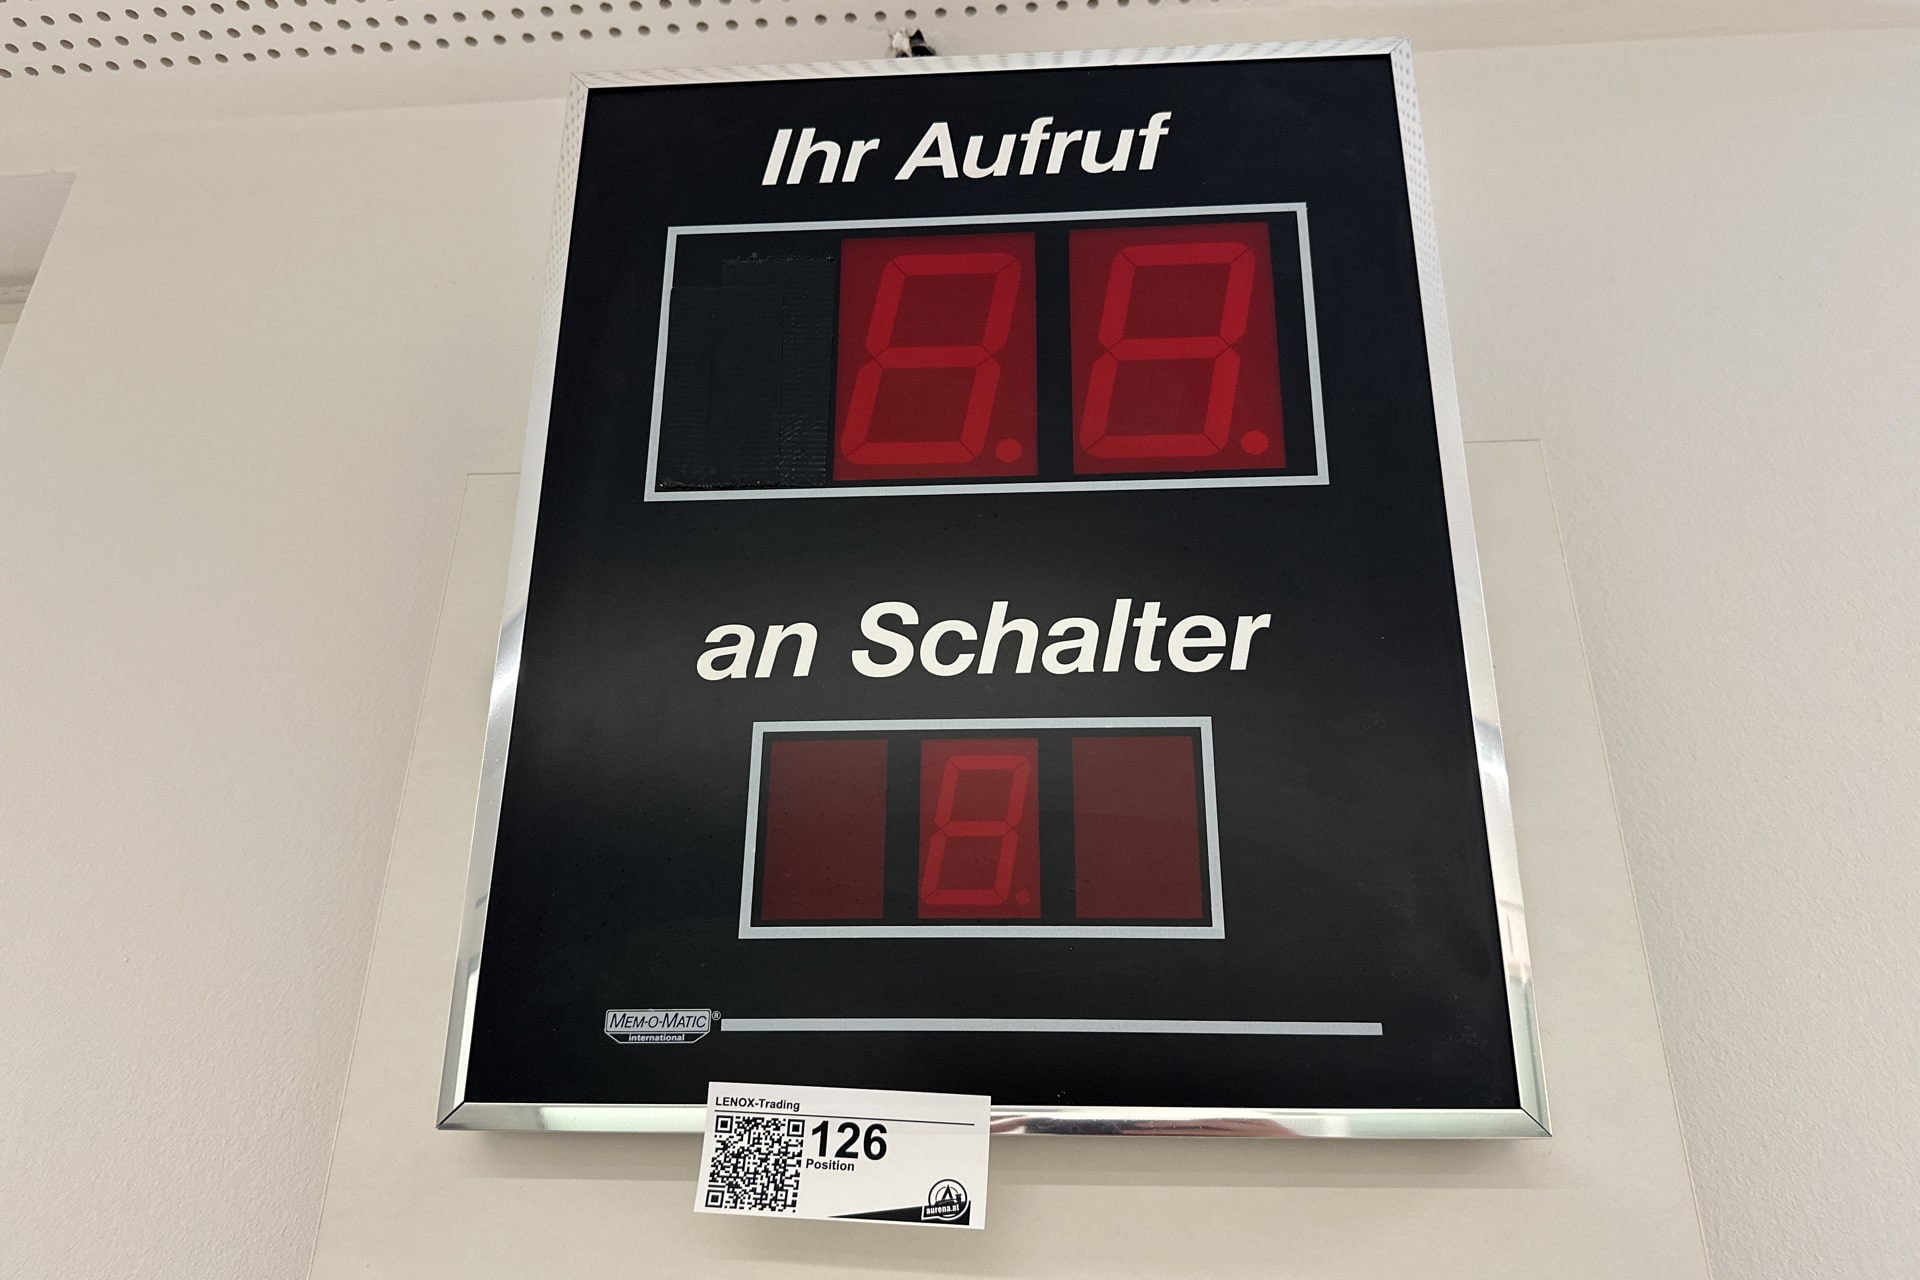 Ihr Aufruf
an Schalter
MEM-O-MATIC®
international
LENOX-Trading
126
Position
aurena.at